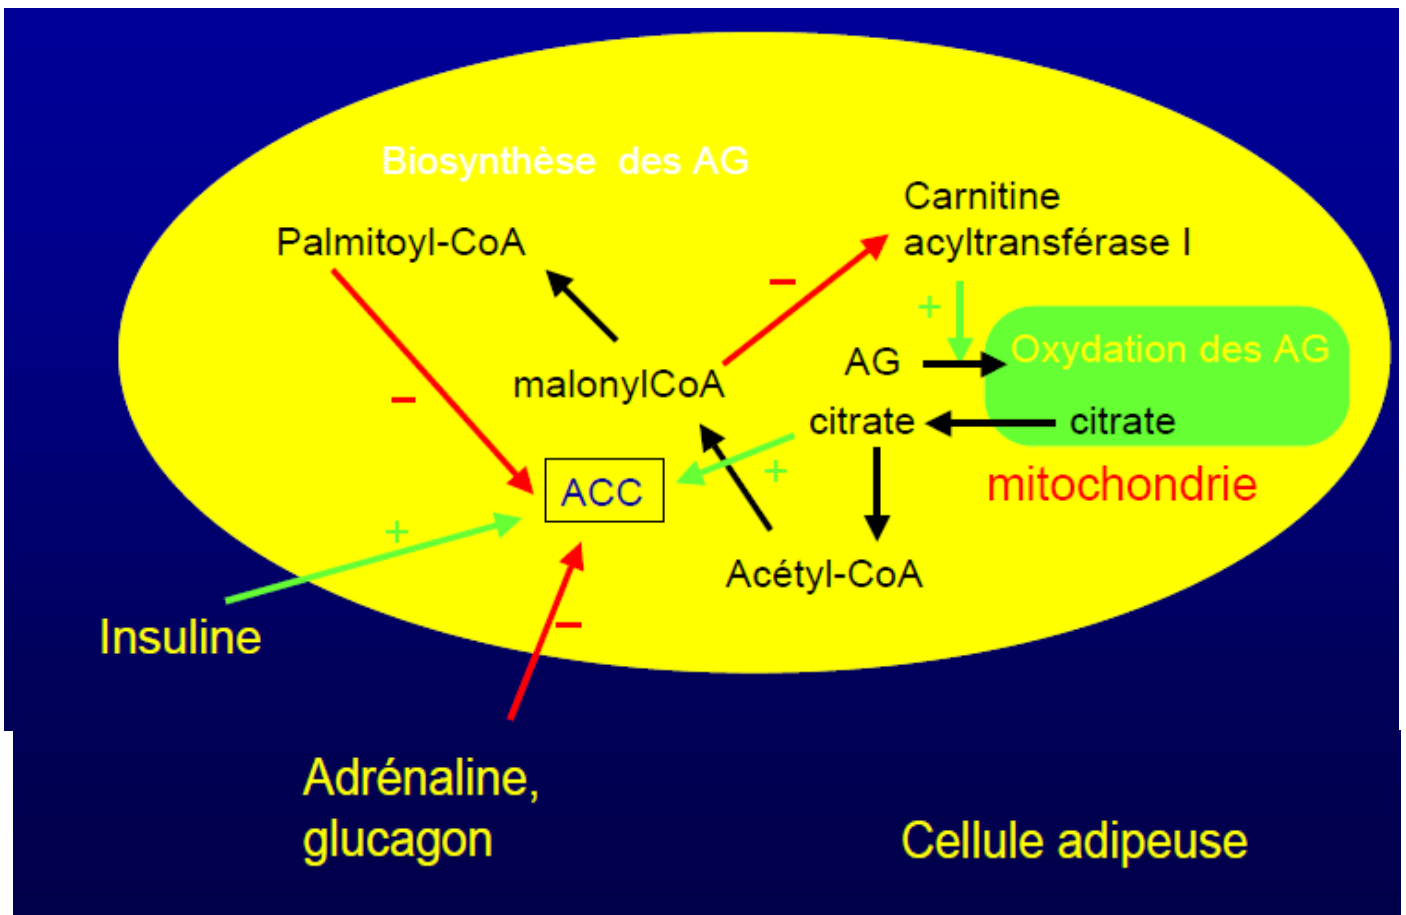 Biosynthèse des AG
Carnitine
acyltransférase I
Palmitoyl-CoA
–
+
AG
Oxydation des AG
malonylCoA
–
citrate
citrate
+
mitochondrie
ACC
+
Acétyl-CoA
Insuline
–
Adrénaline,
glucagon
Cellule adipeuse